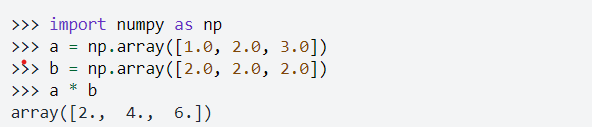 >>> import numpy as np
>>> a = np.array([1.0, 2.0, 3.0])
>>> b = np.array([2.0, 2.0, 2.0])
>>> a * b
array([2.,  4.,  6.])